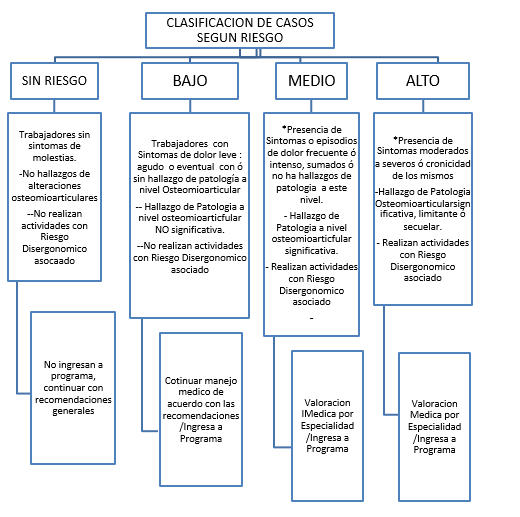 CLASIFICACION DE CASOS
SEGUN RIESGO
SIN RIESGO
Trabajadores sin
sintomas de
molestias.
-No hallazgos de
alteraciones
osteomioarticulares
--No realizan
actividades con
Riesgo
Disergonomico
asocaado
No ingresan a
programa,
continuar con
recomendaciones
generales
BAJO
Trabajadores con
Sintomas de dolor leve :
agudo o eventual con ó
sin hallazgo de patología a
nivel Osteomioarticular
-- Hallazgo de Patologia a
nivel osteomioarticfular
NO significativa.
--No realizan actividades
con Riesgo Disergonomico
asociado
Cotinuar manejo
medico de
acuerdo con las
recomendaciones
/Ingresa a
Programa
MEDIO
*Presencia de
Sintomas o episodios
de dolor frecuente ó
intenso, sumados ó
no ha hallazgos de
patologia a este
nivel.
- Hallazgo de
Patologia a nivel
osteomioarticfular
significativa.
- Realizan actividades
con Riesgo
Disergonomico
asociado
-
Valoracion
IMedica por
Especialidad
/Ingresa a
Programa
ALTO
*Presencia de
Sintomas moderados
a severos ó cronicidad
de los mismos
-Hallazgo de Patologia
Osteomioarticularsign
ificativa, limitante ó
secuelar.
- Realizan actividades
con Riesgo
Disergonomico
asociado
Valoracion
Medica por
Especialidad
/Ingresa a
Programa